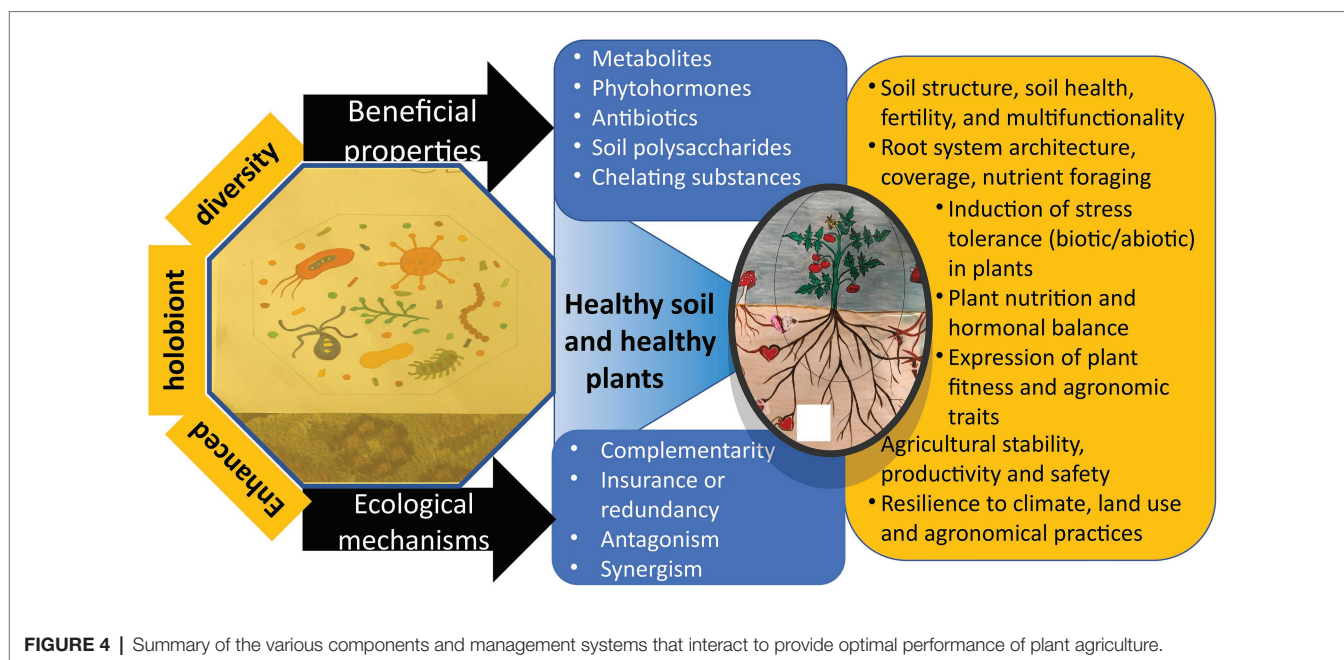 Enhanced
holobiont
diversity
Beneficial
properties
• Metabolites
• Phytohormones
• Antibiotics
• Soil polysaccharides
• Chelating substances
Healthy soil
and healthy
plants
Ecological
mechanisms
• Complementarity
• Insurance or
redundancy
• Antagonism
• Synergism
• Soil structure, soil health,
fertility, and multifunctionality
• Root system architecture,
coverage, nutrient foraging
• Induction of stress
tolerance (biotic/abiotic)
in plants
• Plant nutrition and
hormonal balance
• Expression of plant
fitness and agronomic
traits
Agricultural stability,
productivity and safety
• Resilience to climate, land use
and agronomical practices
FIGURE 4 | Summary of the various components and management systems that interact to provide optimal performance of plant agriculture.